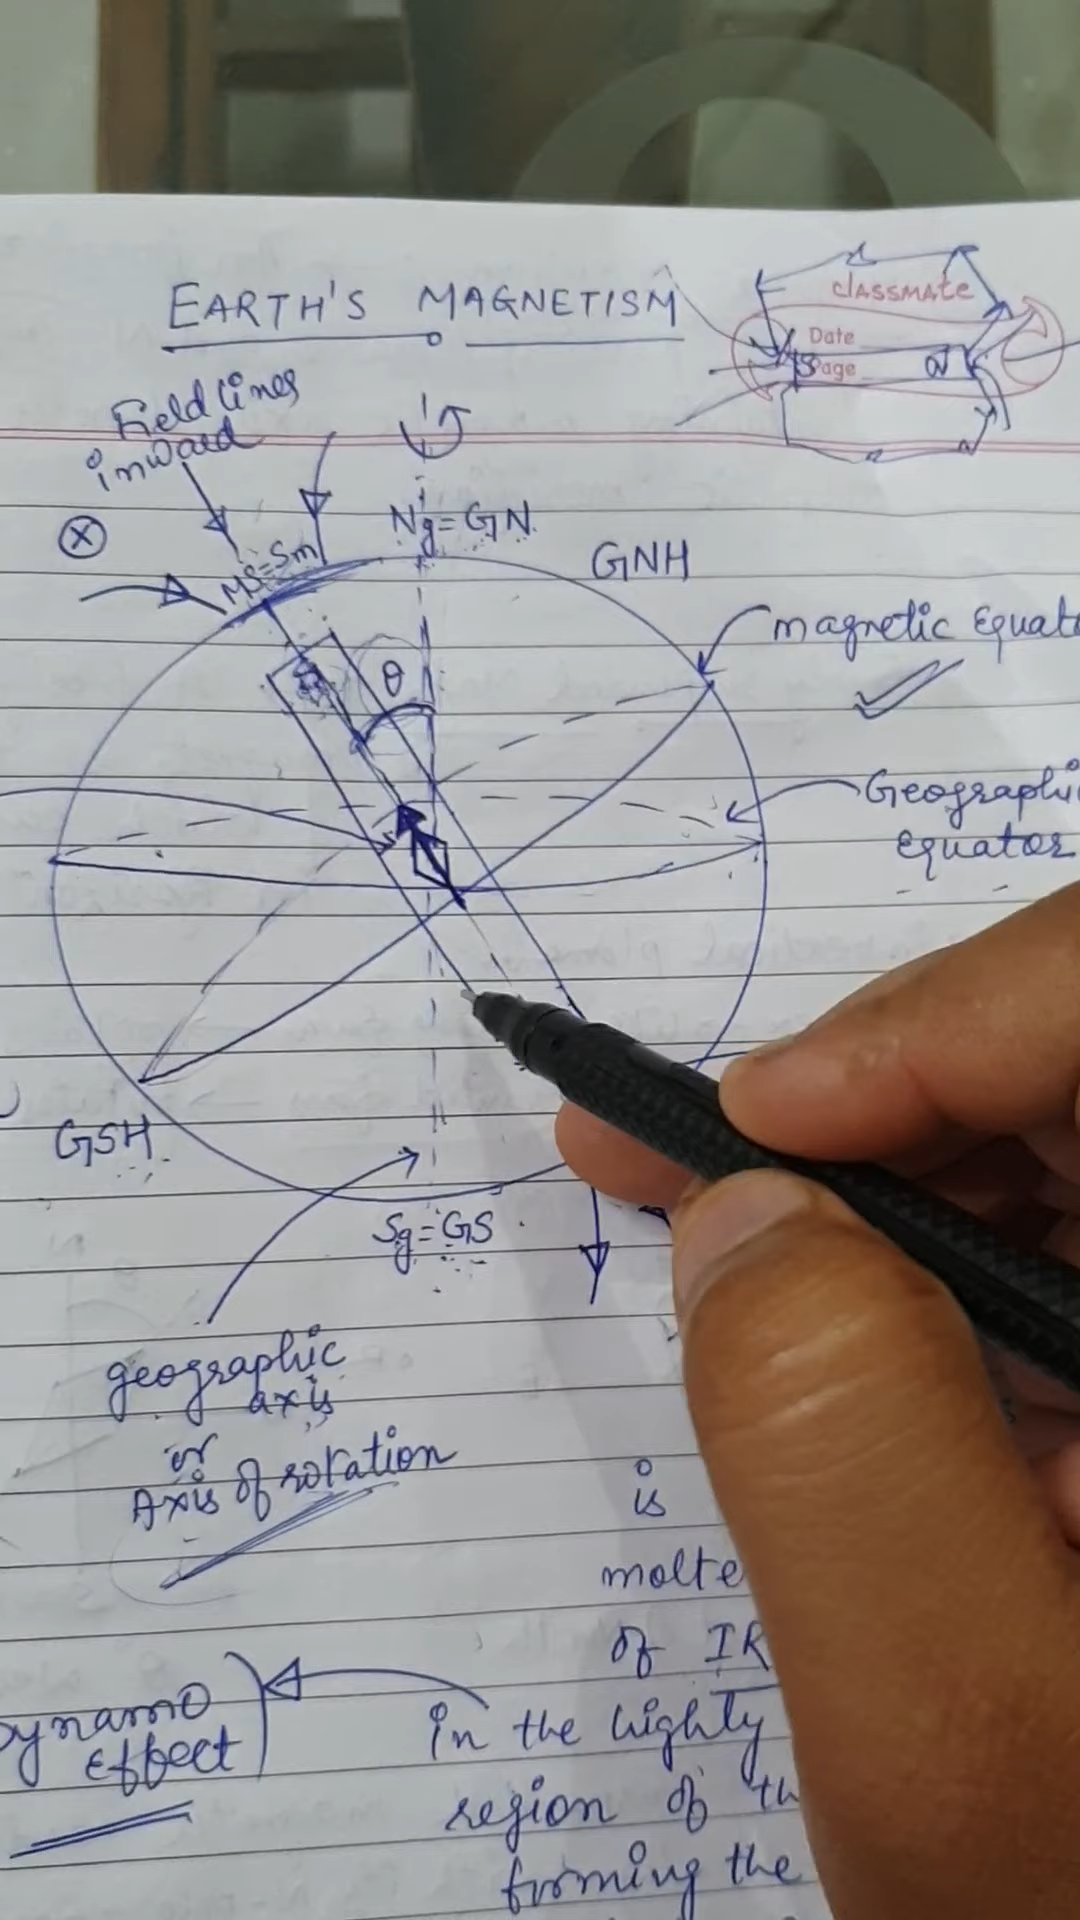 EARTH'S MAGNETISM
classmate
Date
Page
Field lines
inward
Ng = GN
GNH
MS = Sm
magnetic Equat
θ
Geographi
Equator
GSH
Sg = GS
geographic
axis
or
Axis of rotation
is
molte
of IR
Dynamo
effect
in the highly
region of th
forming the